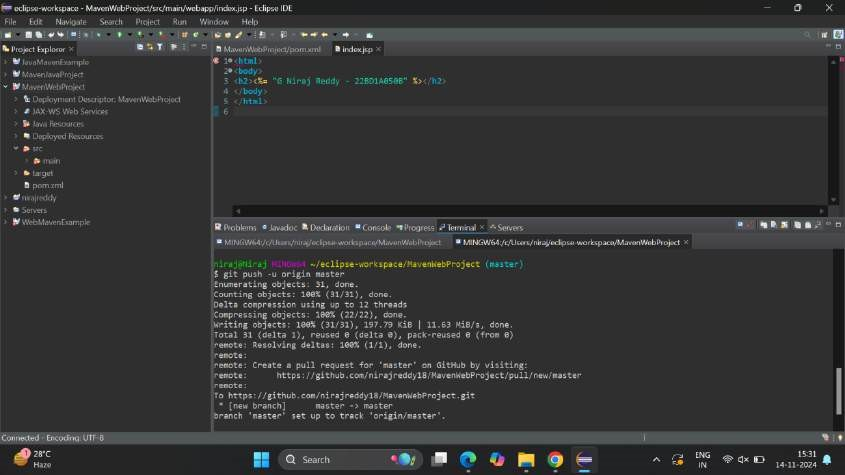 eclipse-workspace - MavenWebProject/src/main/webapp/index.jsp - Eclipse IDE
File Edit Navigate Search Project Run Window Help
Project Explorer
JavaMavenExample
MavenJavaProject
MavenWebProject
Deployment Descriptor: MavenWebProject
JAX-WS Web Services
Java Resources
Deployed Resources
src
main
target
pom.xml
nirajreddy
Servers
WebMavenExample
MavenWebProject/pom.xml index.jsp
1 <html>
2 <body>
3 <h2><%= "G Niraj Reddy - 22BD1A050B" %></h2>
4 </body>
5 </html>
6
Problems Javadoc Declaration Console Progress Terminal Servers
MINGW64:/c/Users/niraj/eclipse-workspace/MavenWebProject MINGW64:/c/Users/niraj/eclipse-workspace/MavenWebProject
niraj@Niraj MINGW64 ~/eclipse-workspace/MavenWebProject (master)
$ git push -u origin master
Enumerating objects: 31, done.
Counting objects: 100% (31/31), done.
Delta compression using up to 12 threads
Compressing objects: 100% (22/22), done.
Writing objects: 100% (31/31), 197.79 KiB | 11.63 MiB/s, done.
Total 31 (delta 1), reused 0 (delta 0), pack-reused 0 (from 0)
remote: Resolving deltas: 100% (1/1), done.
remote:
remote: Create a pull request for 'master' on GitHub by visiting:
remote: https://github.com/nirajreddy18/MavenWebProject/pull/new/master
remote:
To https://github.com/nirajreddy18/MavenWebProject.git
* [new branch] master -> master
branch 'master' set up to track 'origin/master'.
Connected - Encoding: UTF-8
1
28°C
Haze
Search
ENG
IN
15:31
14-11-2024